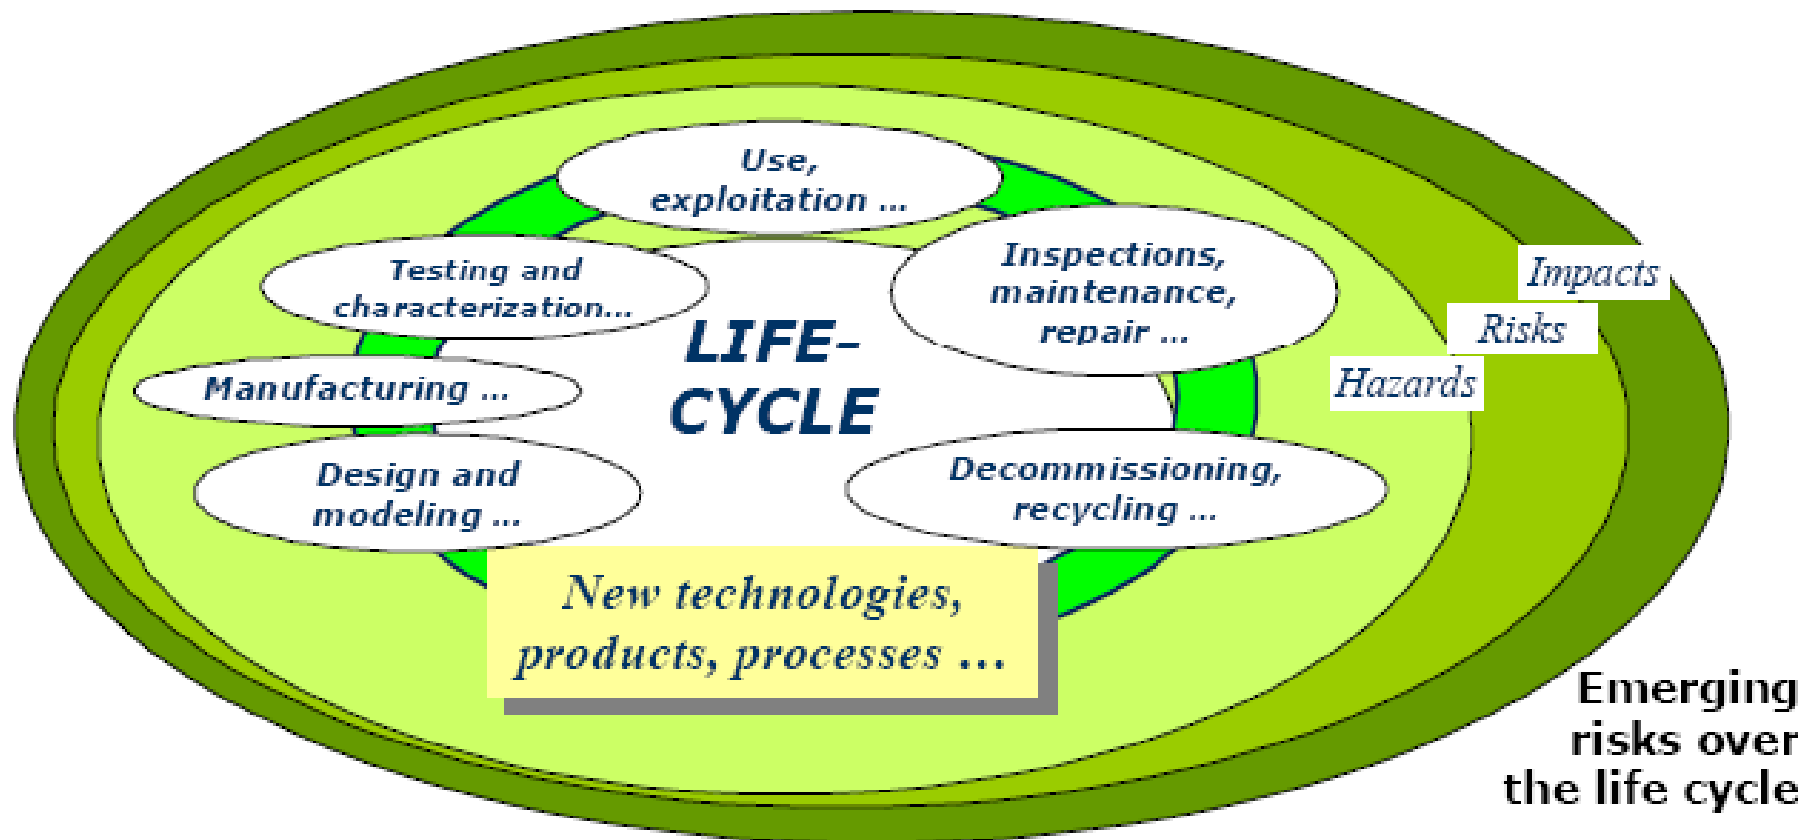 Use,
exploitation ...
Testing and
characterization...
Inspections,
maintenance,
repair ...
Impacts
Risks
Hazards
LIFE-
CYCLE
Manufacturing ...
Design and
modeling ...
Decommissioning,
recycling ...
New technologies,
products, processes ...
Emerging
risks over
the life cycle